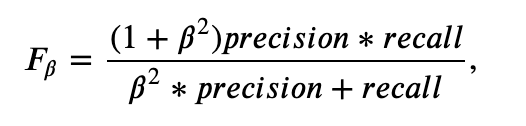 F_β = (1 + β²)precision * recall / β² * precision + recall,